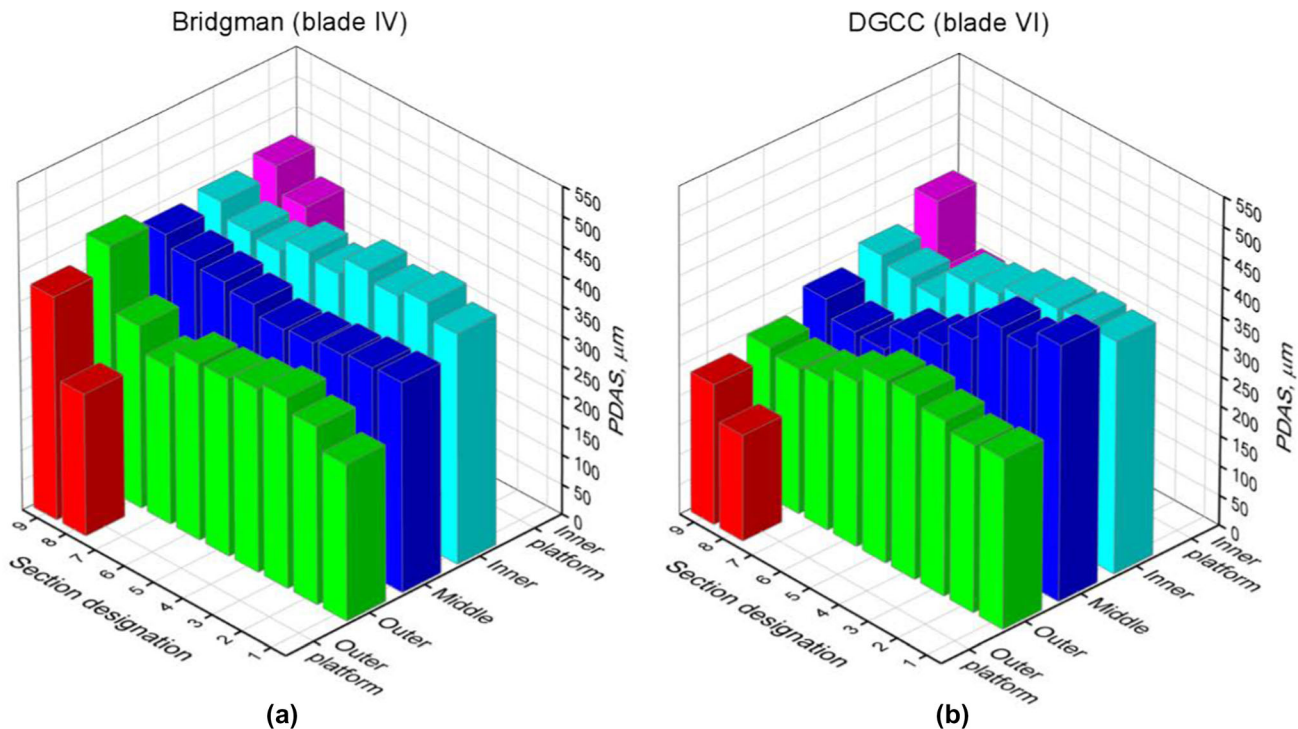 Bridgman (blade IV)
DGCC (blade VI)
550
500
450
400
350
300
250
200
150
100
50
0
PDAS, μm
9
8
7
6
5
4
3
2
1
Section designation
Outer
platform
Outer
Middle
Inner
Inner
platform
550
500
450
400
350
300
250
200
150
100
50
0
PDAS, μm
9
8
7
6
5
4
3
2
1
Section designation
Outer
platform
Outer
Middle
Inner
Inner
platform
(a)
(b)